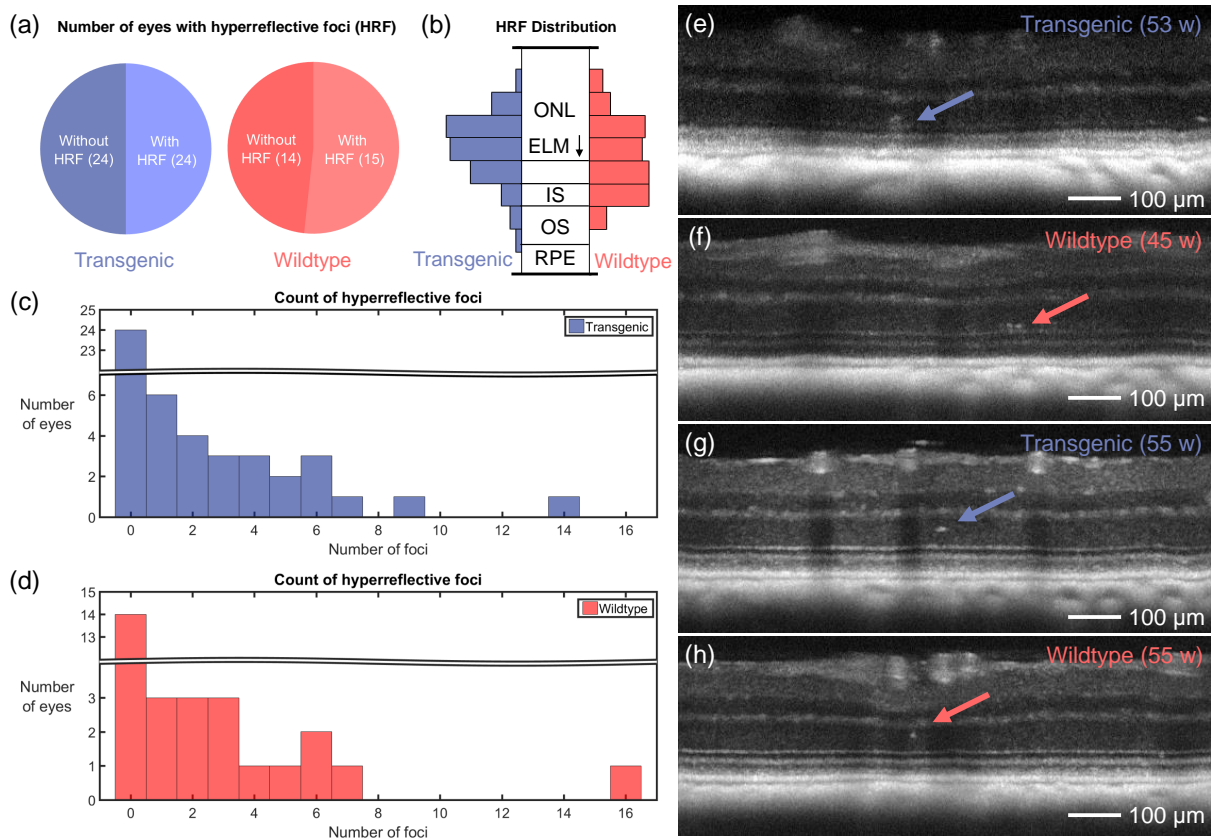 (a)
Number of eyes with hyperreflective foci (HRF)
Without
HRF (24)
With
HRF (24)
Without
HRF (14)
With
HRF (15)
Transgenic
Wildtype
(b)
HRF Distribution
ONL
ELM
IS
OS
RPE
Transgenic
Wildtype
(c)
Count of hyperreflective foci
Transgenic
25
24
23
6
4
2
0
Number
of eyes
0 2 4 6 8 10 12 14 16
Number of foci
(d)
Count of hyperreflective foci
Wildtype
15
14
13
3
2
1
0
Number
of eyes
0 2 4 6 8 10 12 14 16
Number of foci
(e)
Transgenic (53 w)
100 µm
(f)
Wildtype (45 w)
100 µm
(g)
Transgenic (55 w)
100 µm
(h)
Wildtype (55 w)
100 µm